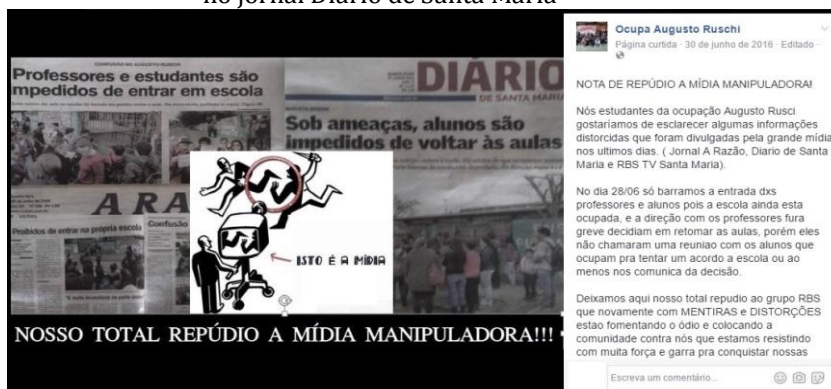 no jornal Diário de Santa Maria
CONFUSÃO NA AUGUSTO RUSCHI
Professores e estudantes são
mpedidos de entrar em escola
DIÁRIO
DE SANTA MARIA
Sob ameaças, alunos são
impedidos de voltar às aulas
A RA
Proibidos de entrar na própria escola
Confusão
ISTO É A MÍDIA
NOSSO TOTAL REPÚDIO A MÍDIA MANIPULADORA!!!
Ocupa Augusto Ruschi
Página curtida · 30 de junho de 2016 · Editado ·
NOTA DE REPÚDIO A MÍDIA MANIPULADORA!
Nós estudantes da ocupação Augusto Rusci
gostaríamos de esclarecer algumas informações
distorcidas que foram divulgadas pela grande mídia
nos ultimos dias. ( Jornal A Razão, Diario de Santa
Maria e RBS TV Santa Maria).
No dia 28/06 só barramos a entrada dxs
professores e alunos pois a escola ainda esta
ocupada, e a direção com os professores fura
greve decidiam em retomar as aulas, porém eles
não chamaram uma reuniao com os alunos que
ocupam pra tentar um acordo a escola ou ao
menos nos comunica da decisão.
Deixamos aqui nosso total repudio ao grupo RBS
que novamente com MENTIRAS e DISTORÇÕES
estao fomentando o ódio e colocando a
comunidade contra nós que estamos resistindo
com muita força e garra pra conquistar nossas
Escreva um comentário...